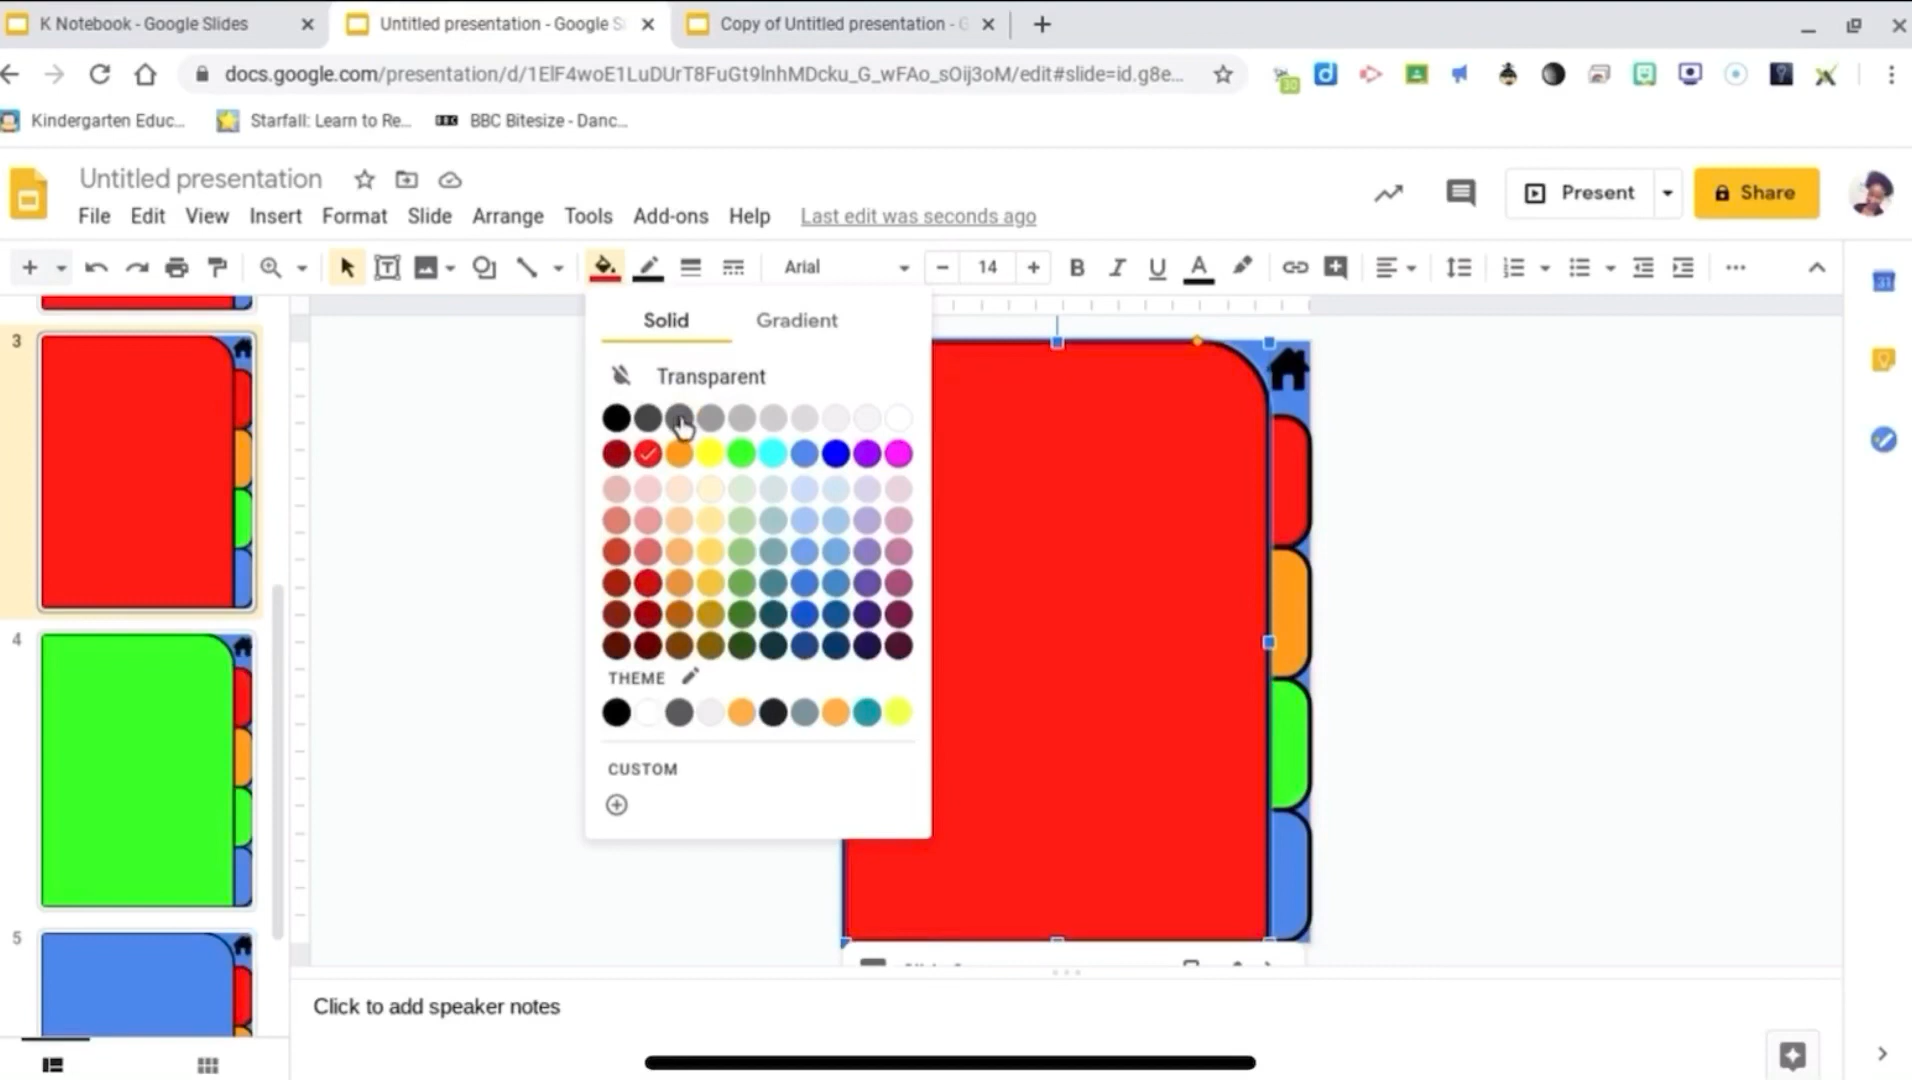 K Notebook - Google Slides
Untitled presentation - Google S
Copy of Untitled presentation - G
docs.google.com/presentation/d/1ElF4woE1LuDUrT8FuGt9lnhMDcku_G_wFAo_sOij3oM/edit#slide=id.g8e...
30
Kindergarten Educ...
Starfall: Learn to Re...
BBC BBC Bitesize - Danc...
Untitled presentation
Present
Share
File Edit View Insert Format Slide Arrange Tools Add-ons Help Last edit was seconds ago
Arial
14
B I U A
31
Solid
Gradient
Transparent
THEME
CUSTOM
3
4
5
Click to add speaker notes